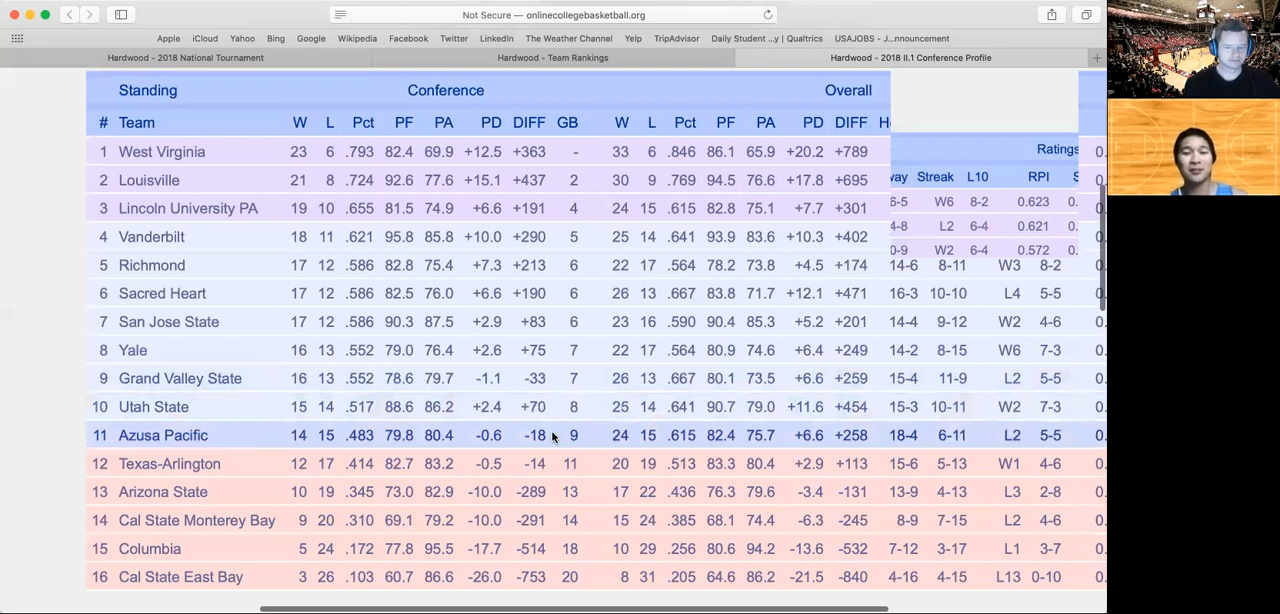 Not Secure — onlinecollegebasketball.org
Apple iCloud Yahoo Bing Google Wikipedia Facebook Twitter LinkedIn The Weather Channel Yelp TripAdvisor Daily Student ...y | Qualtrics USAJOBS - J...nnouncement
Hardwood - 2018 National Tournament Hardwood - Team Rankings Hardwood - 2018 II.1 Conference Profile
Standing Conference Overall
# Team W L Pct PF PA PD DIFF GB W L Pct PF PA PD DIFF
Ratings
way Streak L10 RPI
1 West Virginia 23 6 .793 82.4 69.9 +12.5 +363 - 33 6 .846 86.1 65.9 +20.2 +789
2 Louisville 21 8 .724 92.6 77.6 +15.1 +437 2 30 9 .769 94.5 76.6 +17.8 +695
6-5 W6 8-2 0.623
3 Lincoln University PA 19 10 .655 81.5 74.9 +6.6 +191 4 24 15 .615 82.8 75.1 +7.7 +301
4-8 L2 6-4 0.621
4 Vanderbilt 18 11 .621 95.8 85.8 +10.0 +290 5 25 14 .641 93.9 83.6 +10.3 +402
0-9 W2 6-4 0.572
5 Richmond 17 12 .586 82.8 75.4 +7.3 +213 6 22 17 .564 78.2 73.8 +4.5 +174 14-6 8-11 W3 8-2
6 Sacred Heart 17 12 .586 82.5 76.0 +6.6 +190 6 26 13 .667 83.8 71.7 +12.1 +471 16-3 10-10 L4 5-5
7 San Jose State 17 12 .586 90.3 87.5 +2.9 +83 6 23 16 .590 90.4 85.3 +5.2 +201 14-4 9-12 W2 4-6
8 Yale 16 13 .552 79.0 76.4 +2.6 +75 7 22 17 .564 80.9 74.6 +6.4 +249 14-2 8-15 W6 7-3
9 Grand Valley State 16 13 .552 78.6 79.7 -1.1 -33 7 26 13 .667 80.1 73.5 +6.6 +259 15-4 11-9 L2 5-5
10 Utah State 15 14 .517 88.6 86.2 +2.4 +70 8 25 14 .641 90.7 79.0 +11.6 +454 15-3 10-11 W2 7-3
11 Azusa Pacific 14 15 .483 79.8 80.4 -0.6 -18 9 24 15 .615 82.4 75.7 +6.6 +258 18-4 6-11 L2 5-5
12 Texas-Arlington 12 17 .414 82.7 83.2 -0.5 -14 11 20 19 .513 83.3 80.4 +2.9 +113 15-6 5-13 W1 4-6
13 Arizona State 10 19 .345 73.0 82.9 -10.0 -289 13 17 22 .436 76.3 79.6 -3.4 -131 13-9 4-13 L3 2-8
14 Cal State Monterey Bay 9 20 .310 69.1 79.2 -10.0 -291 14 15 24 .385 68.1 74.4 -6.3 -245 8-9 7-15 L2 4-6
15 Columbia 5 24 .172 77.8 95.5 -17.7 -514 18 10 29 .256 80.6 94.2 -13.6 -532 7-12 3-17 L1 3-7
16 Cal State East Bay 3 26 .103 60.7 86.6 -26.0 -753 20 8 31 .205 64.6 86.2 -21.5 -840 4-16 4-15 L13 0-10